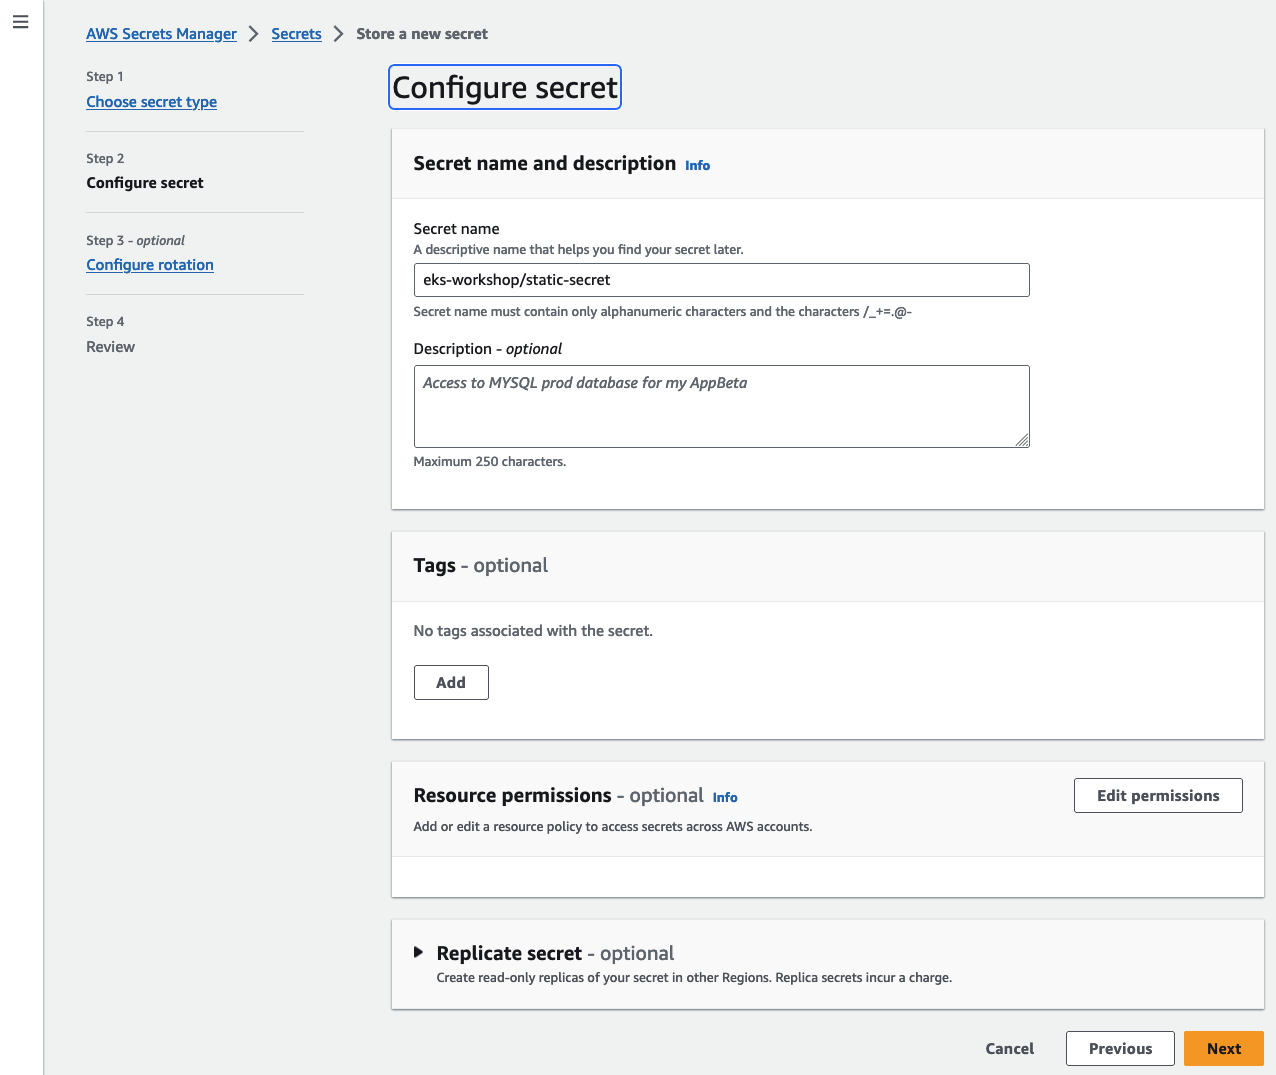 AWS Secrets Manager > Secrets > Store a new secret
Step 1
Choose secret type
Step 2
Configure secret
Step 3 - optional
Configure rotation
Step 4
Review
Configure secret
Secret name and description Info
Secret name
A descriptive name that helps you find your secret later.
eks-workshop/static-secret
Secret name must contain only alphanumeric characters and the characters /_+=.@-
Description - optional
Access to MYSQL prod database for my AppBeta
Maximum 250 characters.
Tags - optional
No tags associated with the secret.
Add
Resource permissions - optional Info
Edit permissions
Add or edit a resource policy to access secrets across AWS accounts.
Replicate secret - optional
Create read-only replicas of your secret in other Regions. Replica secrets incur a charge.
Cancel
Previous
Next